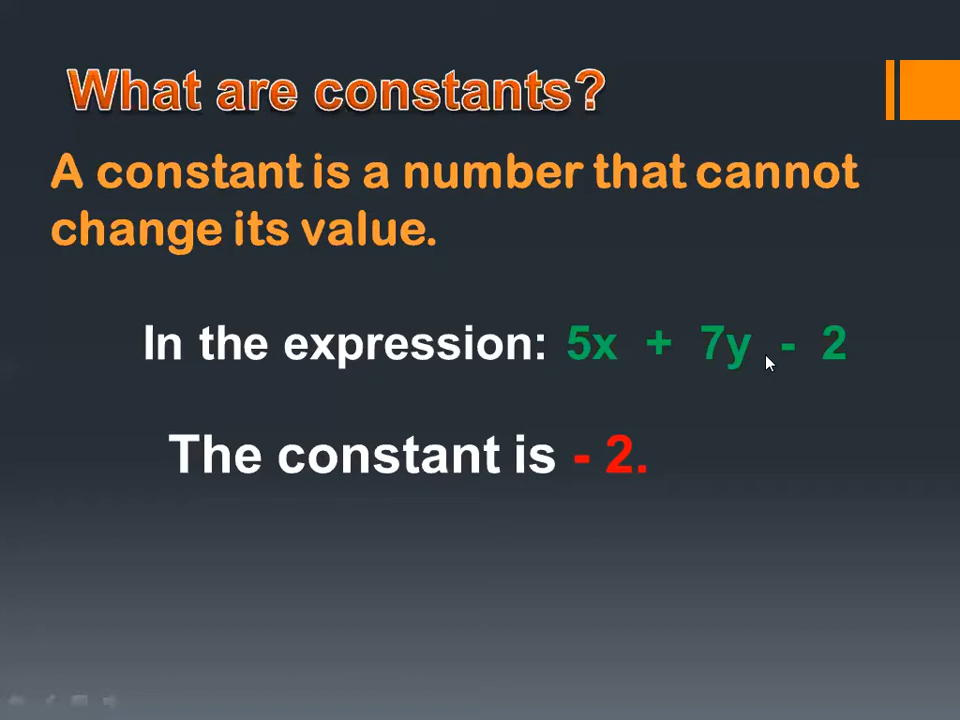 What are constants?
A constant is a number that cannot
change its value.
In the expression: 5x + 7y - 2
The constant is - 2.